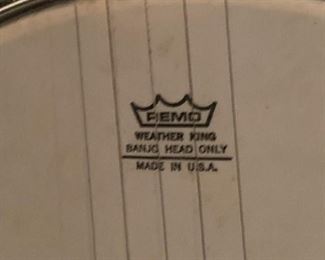 REMO
WEATHER KING
BANJO HEAD ONLY
MADE IN U.S.A.